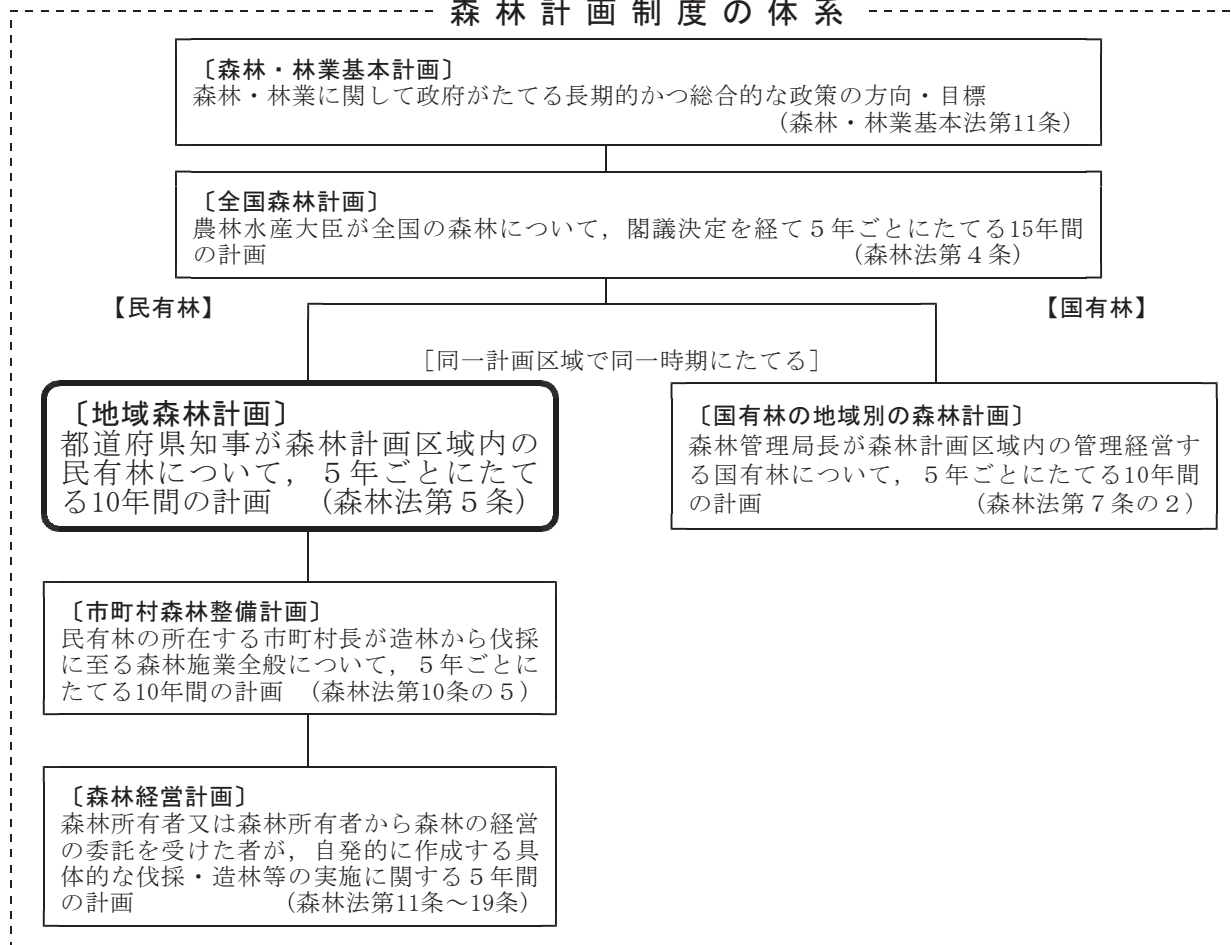 森林計画制度の体系
〔森林・林業基本計画〕
森林・林業に関して政府がたてる長期的かつ総合的な政策の方向・目標
（森林・林業基本法第11条）
〔全国森林計画〕
農林水産大臣が全国の森林について，閣議決定を経て５年ごとにたてる15年間
の計画　（森林法第４条）
【民有林】
【国有林】
［同一計画区域で同一時期にたてる］
〔地域森林計画〕
都道府県知事が森林計画区域内の
民有林について，５年ごとにたて
る10年間の計画　（森林法第５条）
〔国有林の地域別の森林計画〕
森林管理局長が森林計画区域内の管理経営す
る国有林について，５年ごとにたてる10年間
の計画　（森林法第７条の２）
〔市町村森林整備計画〕
民有林の所在する市町村長が造林から伐採
に至る森林施業全般について，５年ごとに
たてる10年間の計画　（森林法第10条の５）
〔森林経営計画〕
森林所有者又は森林所有者から森林の経営
の委託を受けた者が，自発的に作成する具
体的な伐採・造林等の実施に関する５年間
の計画　（森林法第11条～19条）